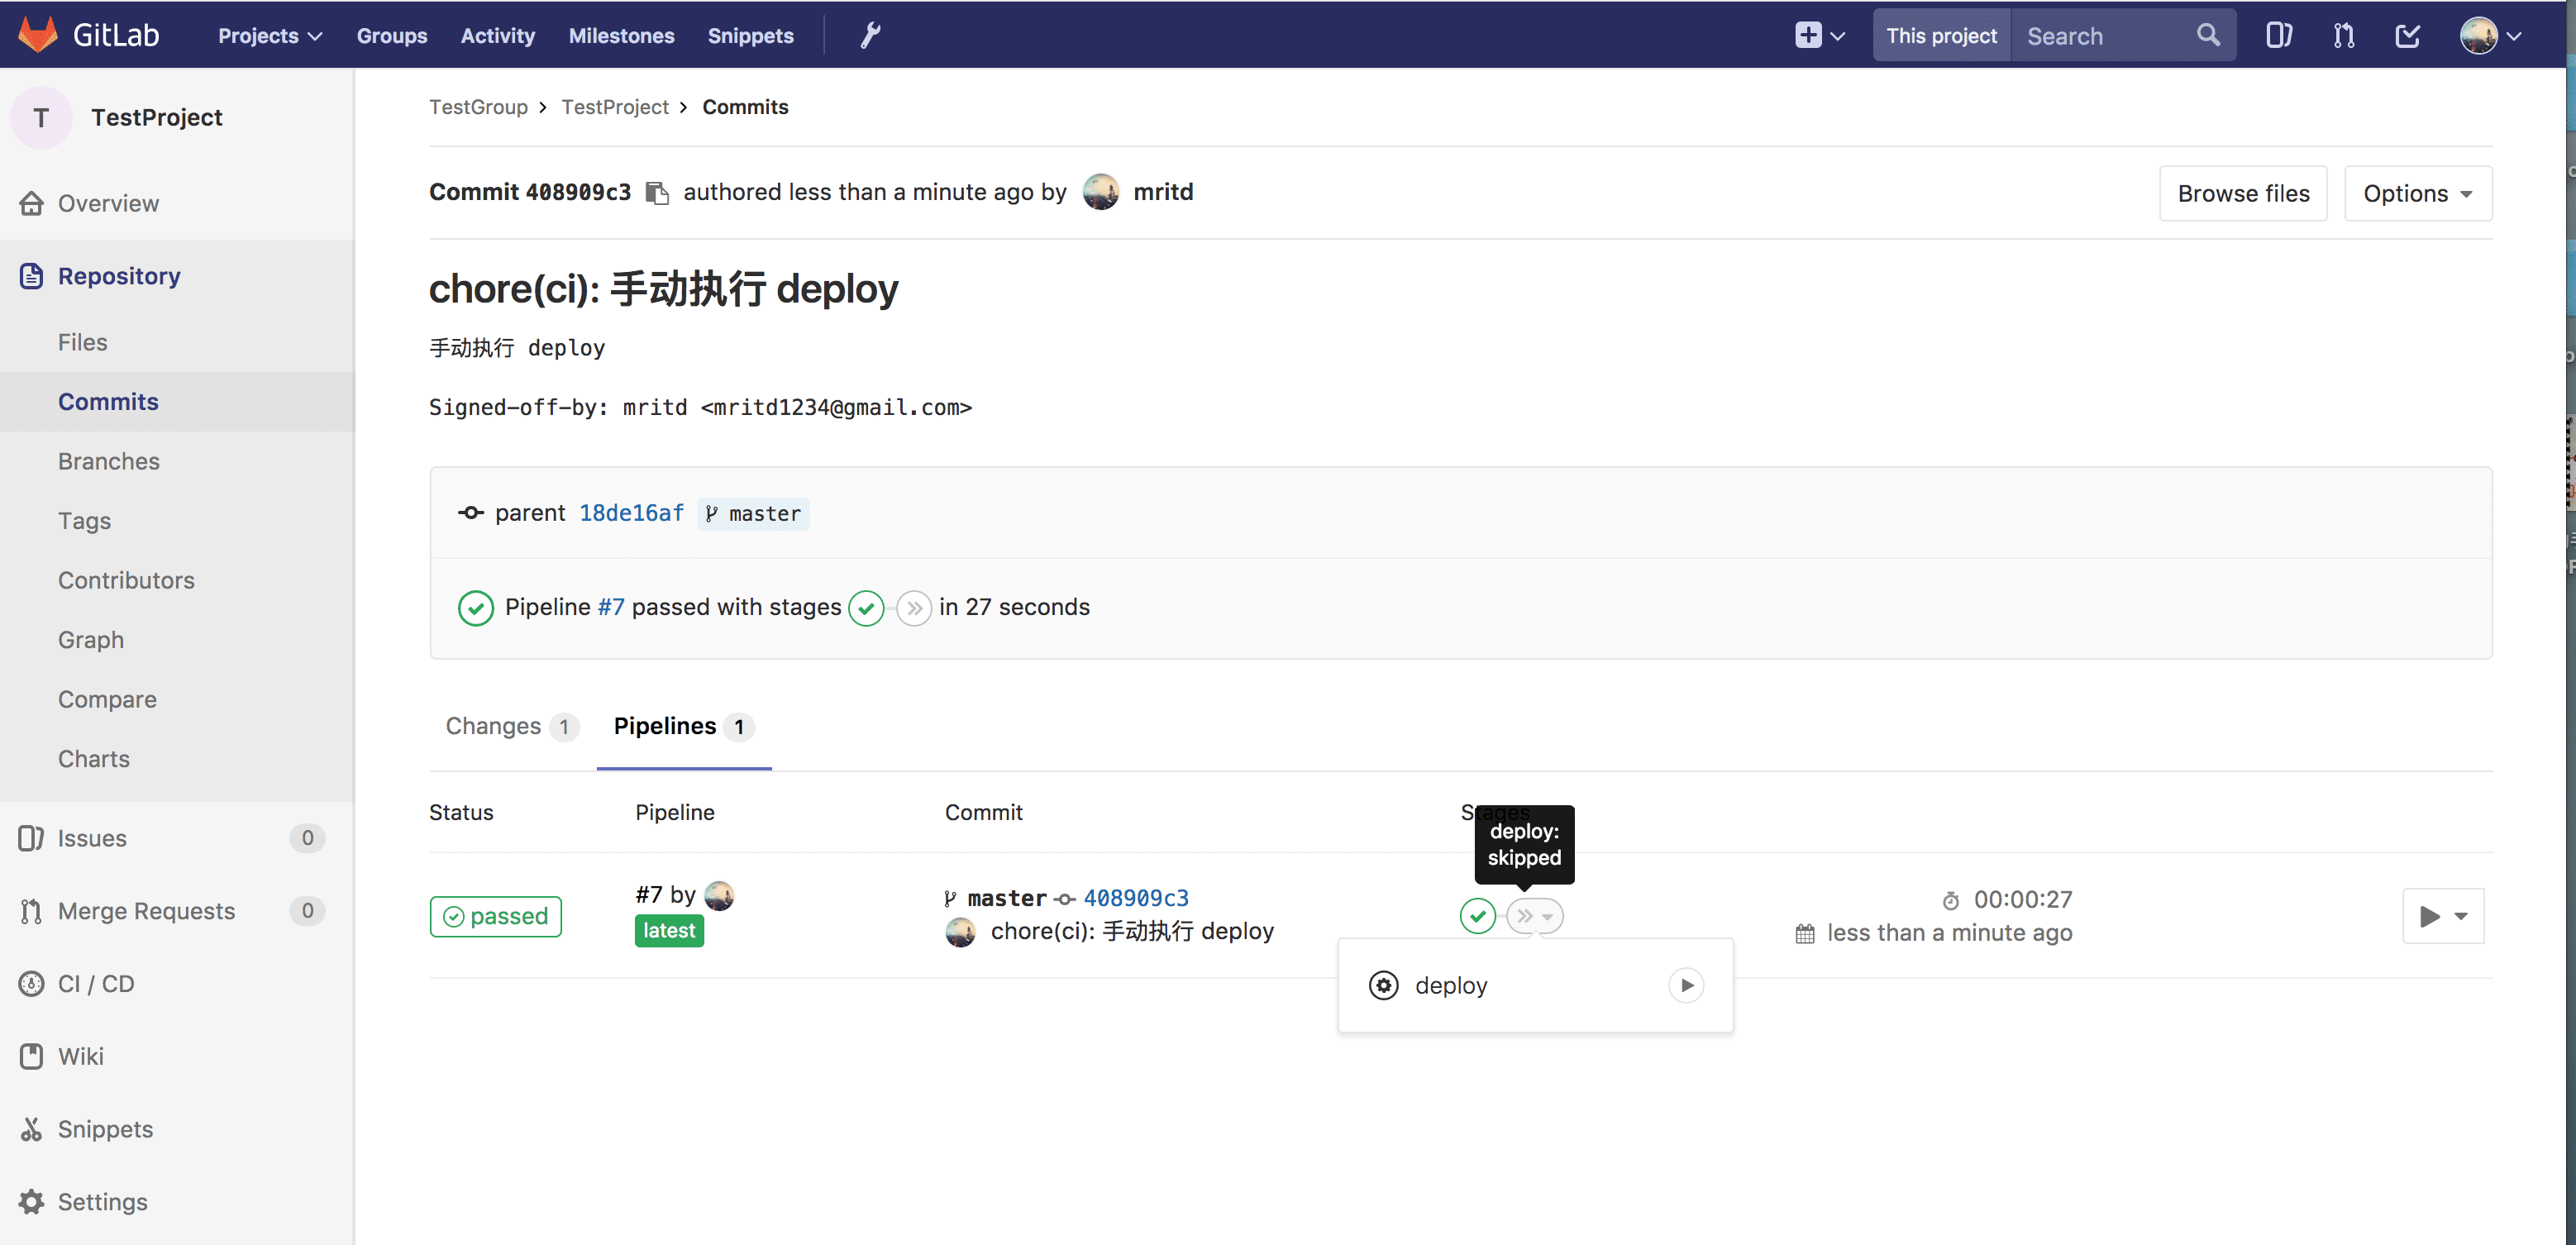 GitLab Projects Groups Activity Milestones Snippets This project Search
T TestProject
Overview
Repository
Files
Commits
Branches
Tags
Contributors
Graph
Compare
Charts
Issues 0
Merge Requests 0
CI / CD
Wiki
Snippets
Settings
TestGroup > TestProject > Commits
Commit 408909c3 authored less than a minute ago by mritd
Browse files Options
chore(ci): 手动执行 deploy
手动执行 deploy
Signed-off-by: mritd <mritd1234@gmail.com>
parent 18de16af master
Pipeline #7 passed with stages in 27 seconds
Changes 1 Pipelines 1
Status Pipeline Commit Stages
deploy:
skipped
passed
#7 by
latest
master 408909c3
chore(ci): 手动执行 deploy
00:00:27
less than a minute ago
deploy